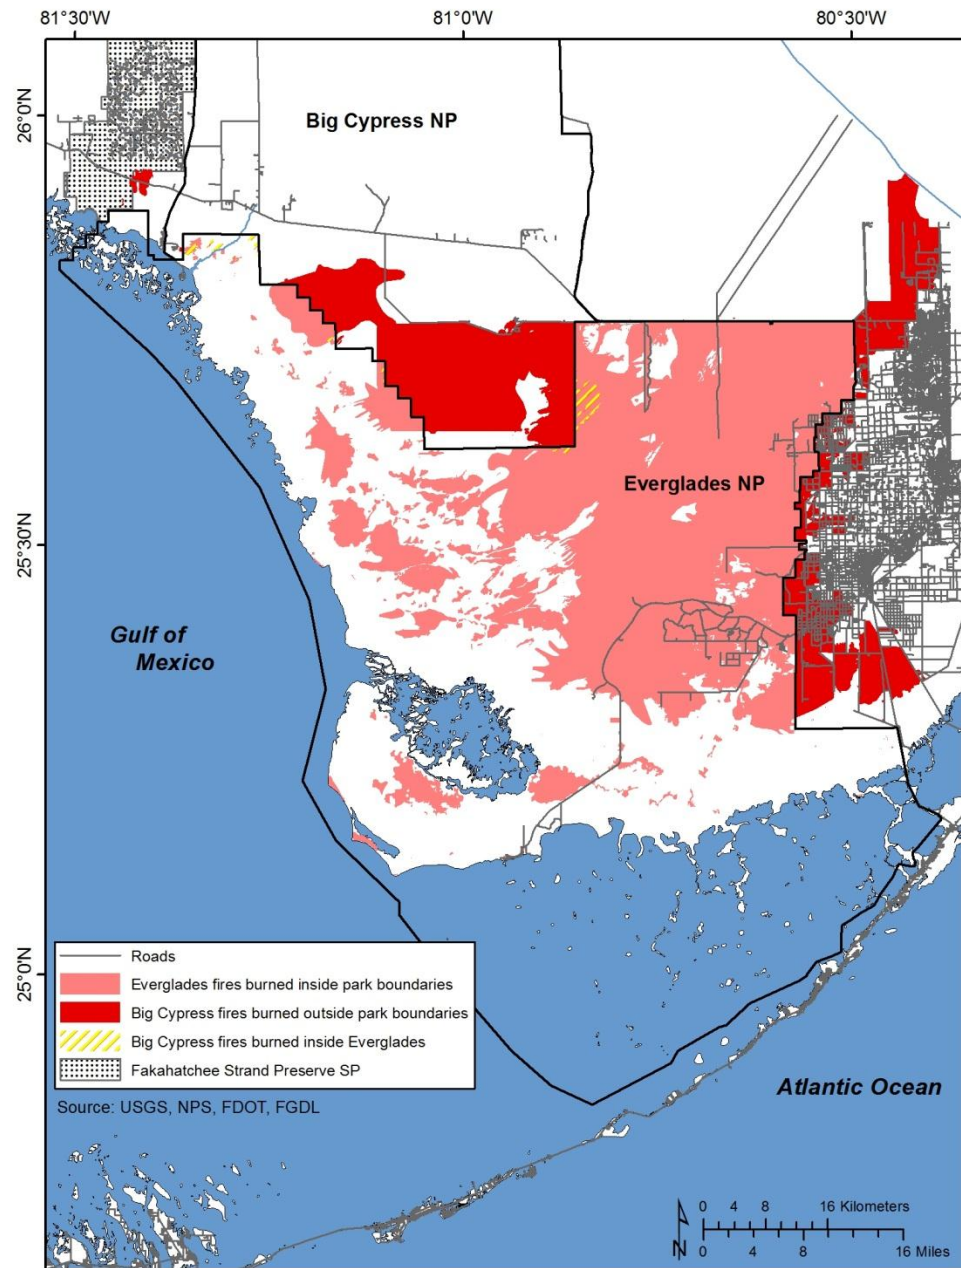 81°30'W 81°0'W 80°30'W
26°0'N
Big Cypress NP
Everglades NP
25°30'N
Gulf of
Mexico
25°0'N
Roads
Everglades fires burned inside park boundaries
Big Cypress fires burned outside park boundaries
Big Cypress fires burned inside Everglades
Fakahatchee Strand Preserve SP
Source: USGS, NPS, FDOT, FGDL
Atlantic Ocean
N
0 4 8 16 Kilometers
0 4 8 16 Miles